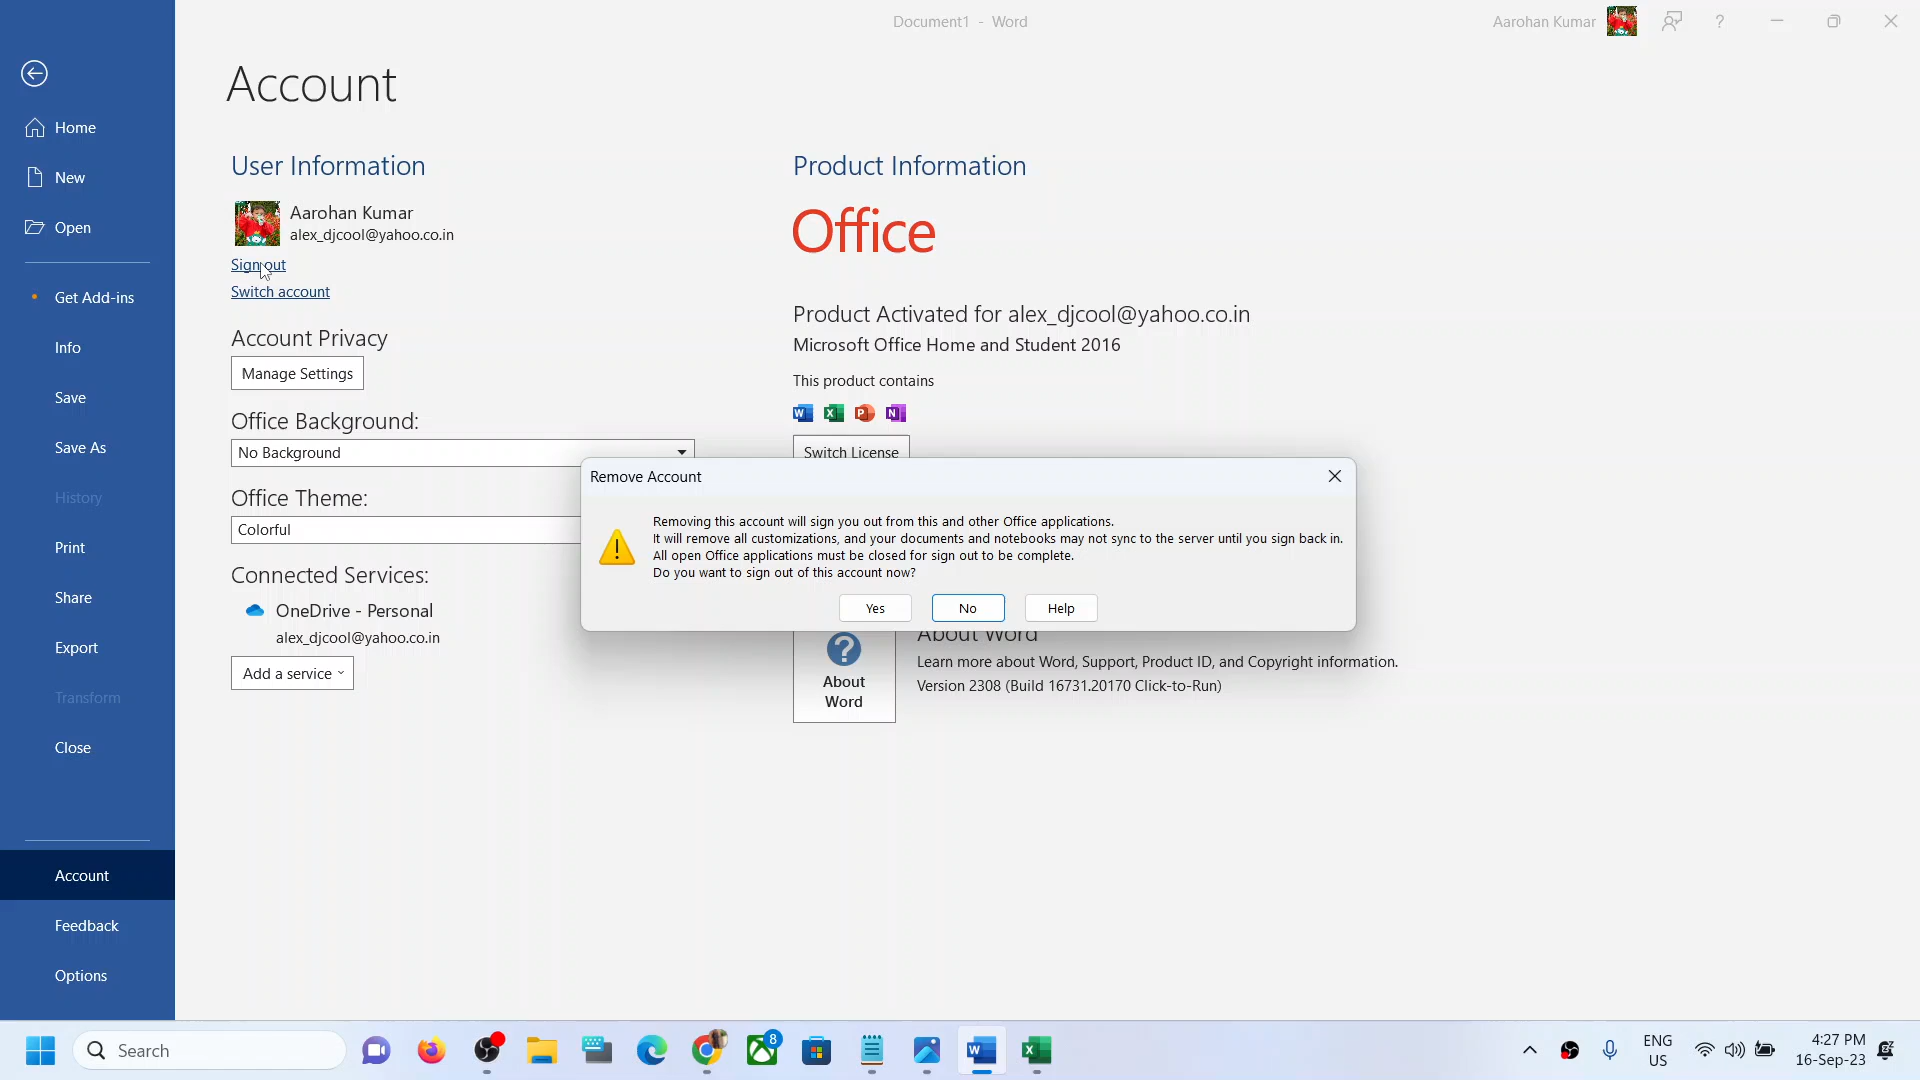 Document1 - Word
Aarohan Kumar
?
Account
Home
New
Open
Get Add-ins
Info
Save
Save As
History
Print
Share
Export
Transform
Close
Account
Feedback
Options
User Information
Aarohan Kumar
alex_djcool@yahoo.co.in
Sign out
Switch account
Account Privacy
Manage Settings
Office Background:
No Background
Office Theme:
Colorful
Connected Services:
OneDrive - Personal
alex_djcool@yahoo.co.in
Add a service
Product Information
Office
Product Activated for alex_djcool@yahoo.co.in
Microsoft Office Home and Student 2016
This product contains
W X P N
Switch License
Remove Account
Removing this account will sign you out from this and other Office applications.
It will remove all customizations, and your documents and notebooks may not sync to the server until you sign back in.
All open Office applications must be closed for sign out to be complete.
Do you want to sign out of this account now?
Yes
No
Help
?
About
Word
About Word
Learn more about Word, Support, Product ID, and Copyright information.
Version 2308 (Build 16731.20170 Click-to-Run)
Search
8
W
X
ENG
US
4:27 PM
16-Sep-23